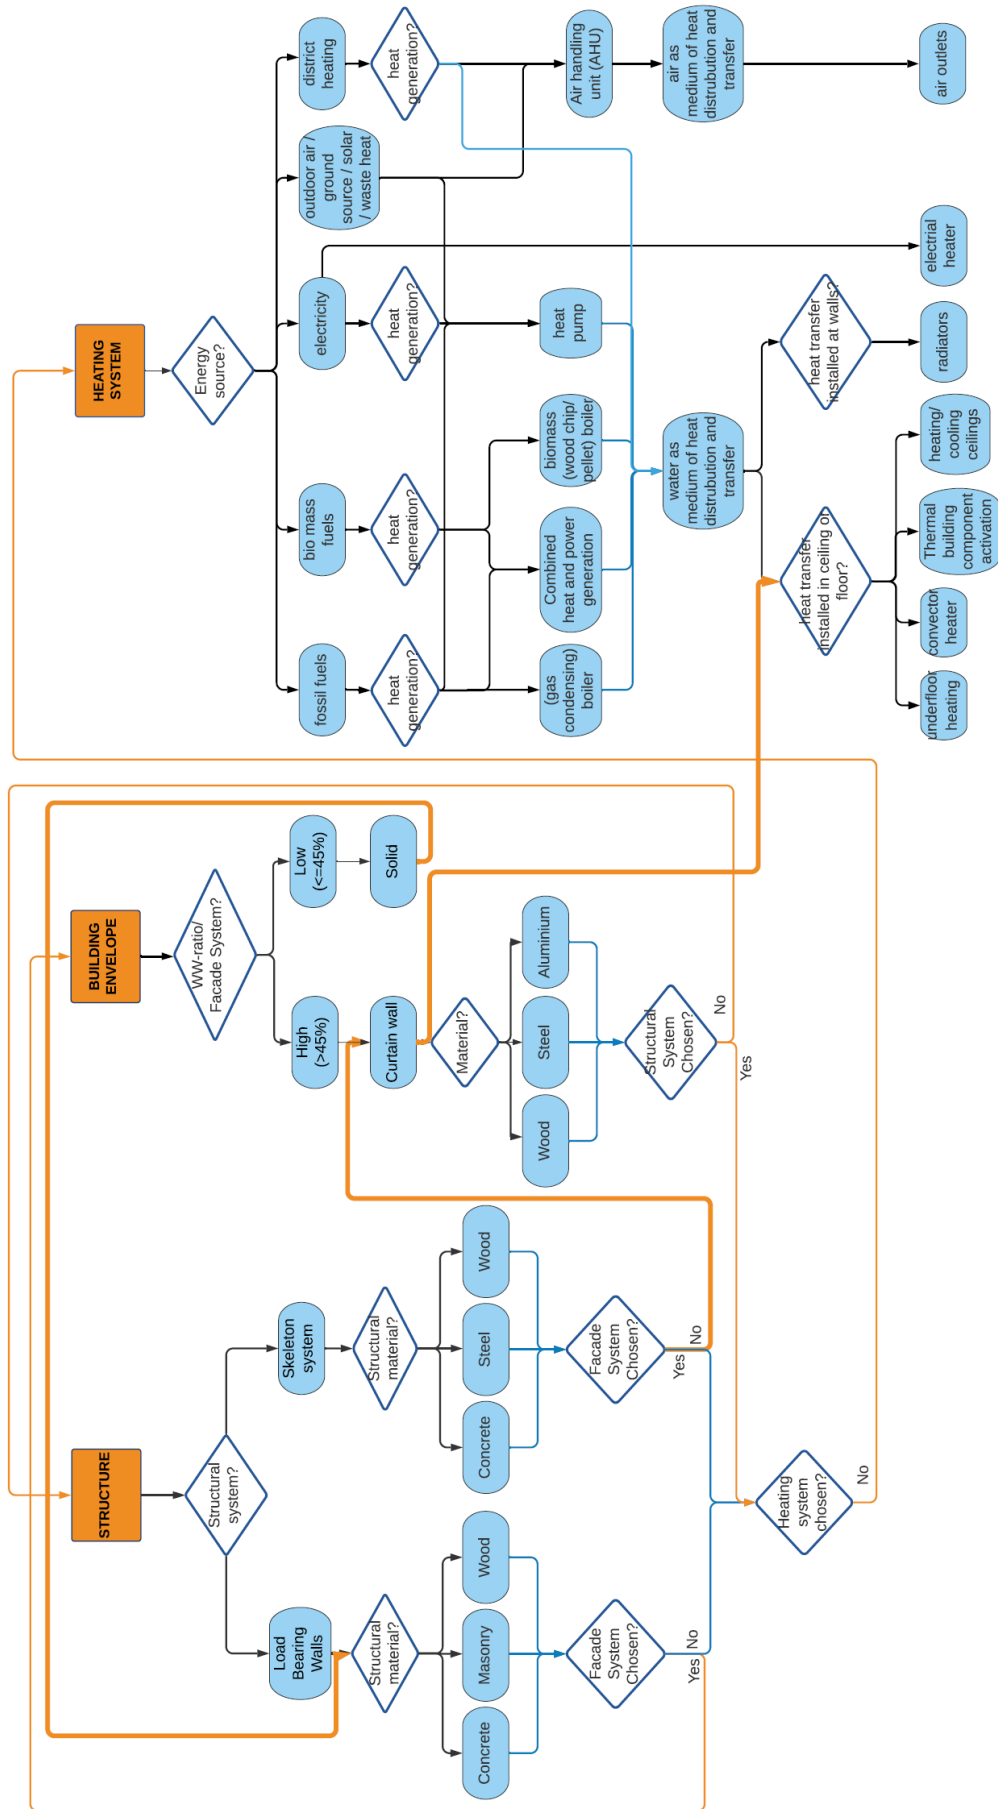 STRUCTURE
Structural
system?
Load
Bearing
Walls
Structural
material?
Concrete
Masonry
Wood
Facade
System
Chosen?
Yes
No
Skeleton
system
Structural
material?
Concrete
Steel
Wood
Facade
System
Chosen?
Yes
No
Heating
system
chosen?
No
BUILDING
ENVELOPE
WW-ratio/
Facade System?
High
(>45%)
Low
(<=45%)
Curtain wall
Solid
Material?
Wood
Steel
Aluminium
Structural
System
Chosen?
Yes
No
HEATING
SYSTEM
Energy
source?
fossil fuels
bio mass
fuels
electricity
outdoor air /
ground
source / solar
/ waste heat
district
heating
heat
generation?
heat
generation?
heat
generation?
heat
generation?
(gas
condensing)
boiler
Combined
heat and power
generation
biomass
(wood chip/
pellet) boiler
heat
pump
Air handling
unit (AHU)
water as
medium of heat
distrubution and
transfer
air as
medium of heat
distrubution and
transfer
Heat transfer
installed in ceiling or
floor?
heat transfer
installed at walls?
underfloor
heating
convector
heater
Thermal
building
component
activation
heating/
cooling
ceilings
radiators
electrial
heater
air outlets